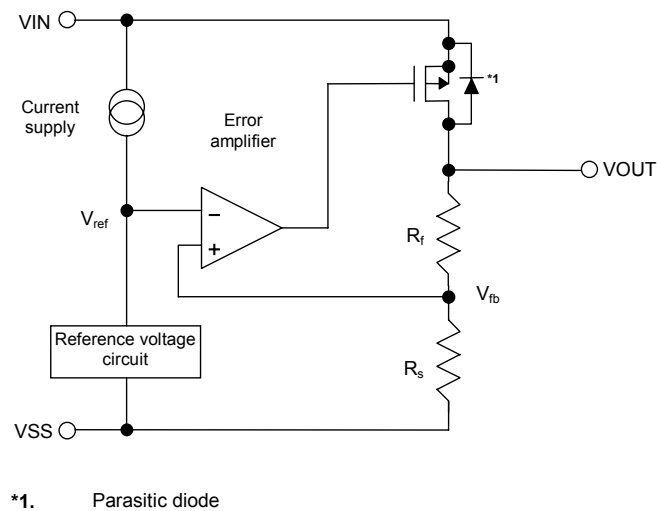 VIN
*1
Current
supply
Error
amplifier
VOUT
Vref
−
+
Rf
Vfb
Reference voltage
circuit
Rs
VSS
*1. Parasitic diode